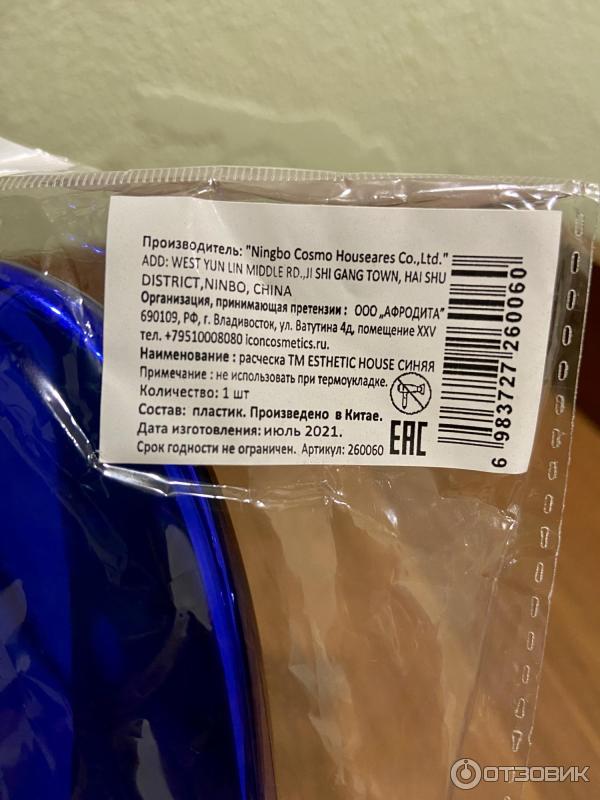 Производитель: "Ningbo Cosmo Houseares Co.,Ltd."
ADD: WEST YUN LIN MIDDLE RD.,JI SHI GANG TOWN, HAI SHU
DISTRICT,NINBO, CHINA
Организация, принимающая претензии : ООО „АФРОДИТА"
690109, РФ, г. Владивосток, ул. Ватутина 4д, помещение XXV
тел. +79510008080 iconcosmetics.ru.
Наименование : расческа TM ESTHETIC HOUSE СИНЯЯ
Примечание : не использовать при термоукладке.
Количество: 1 шт
Состав: пластик. Произведено в Китае.
Дата изготовления: июль 2021.
Срок годности не ограничен. Артикул: 260060
EAC
6 983727 260060
ОТЗОВИК